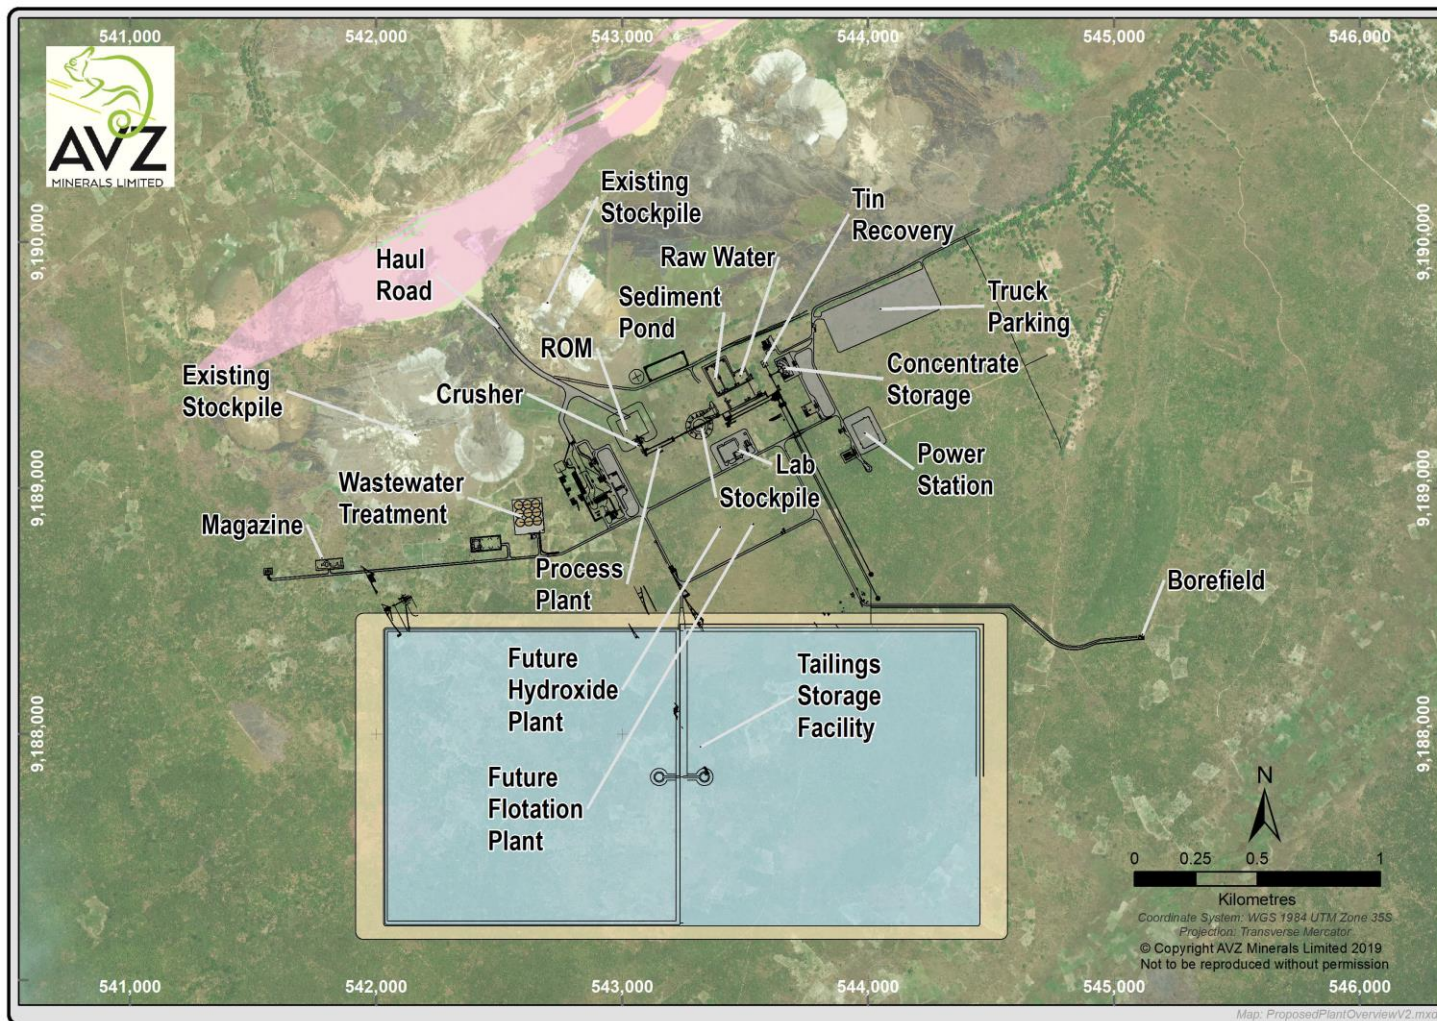 541,000
542,000
543,000
544,000
545,000
546,000
AVZ
MINERALS LIMITED
9,190,000
9,190,000
Existing
Stockpile
Tin
Recovery
Haul
Road
Raw Water
Sediment
Pond
Truck
Parking
ROM
Existing
Stockpile
Crusher
Concentrate
Storage
9,189,000
9,189,000
Wastewater
Treatment
Lab
Stockpile
Power
Station
Magazine
Process
Plant
Borefield
Future
Hydroxide
Plant
Tailings
Storage
Facility
9,188,000
9,188,000
Future
Flotation
Plant
N
0 0.25 0.5 1
Kilometres
Coordinate System: WGS 1984 UTM Zone 35S
Projection: Transverse Mercator
© Copyright AVZ Minerals Limited 2019
Not to be reproduced without permission
541,000
542,000
543,000
544,000
545,000
546,000
Map: ProposedPlantOverviewV2.mxd